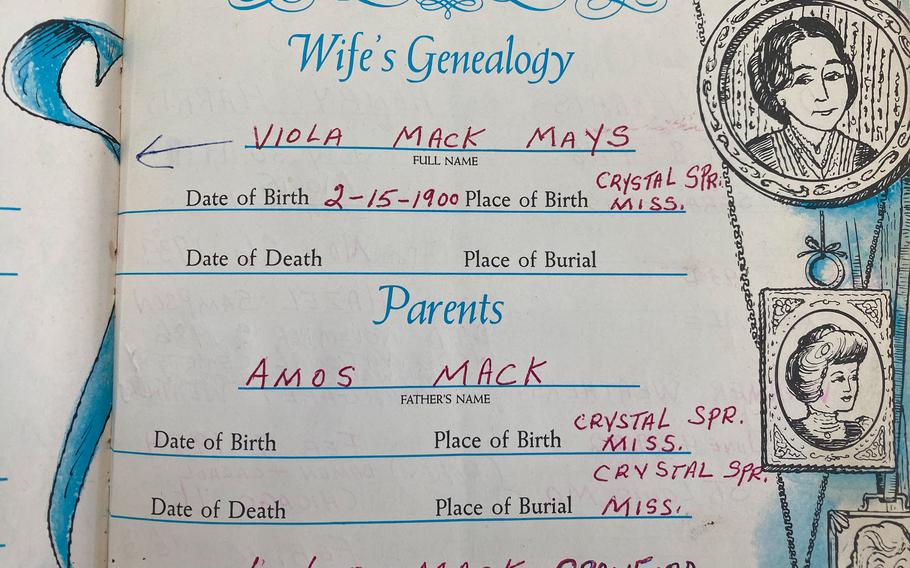 Wife's Genealogy
VIOLA MACK MAYS
FULL NAME
Date of Birth 2-15-1900 Place of Birth CRYSTAL SPR. MISS.
Date of Death Place of Burial
Parents
AMOS MACK
FATHER'S NAME
Date of Birth Place of Birth CRYSTAL SPR. MISS.
Date of Death Place of Burial CRYSTAL SPR. MISS.
MACK